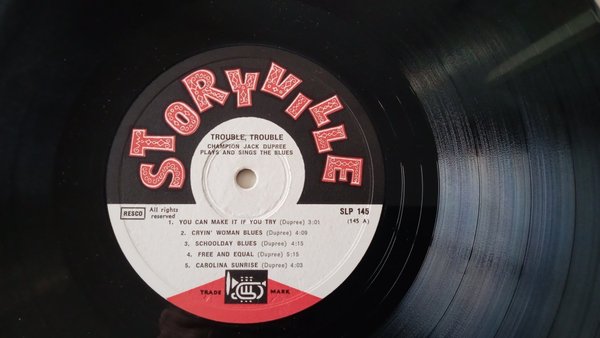 STORYVILLE
TROUBLE, TROUBLE
CHAMPION JACK DUPREE
PLAYS AND SINGS THE BLUES
RESCO
All rights
reserved
SLP 145
(145 A)
1. YOU CAN MAKE IT IF YOU TRY (Dupree) 3:01
2. CRYIN' WOMAN BLUES (Dupree) 4:09
3. SCHOOLDAY BLUES (Dupree) 4:15
4. FREE AND EQUAL (Dupree) 5:15
5. CAROLINA SUNRISE (Dupree) 4:03
TRADE MARK